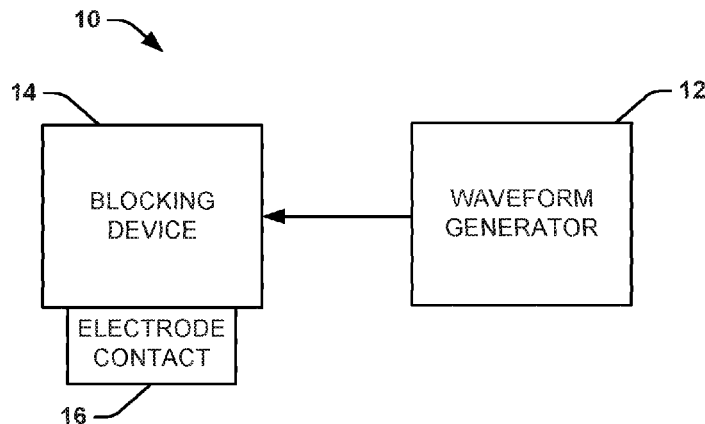 10
14
12
BLOCKING
DEVICE
WAVEFORM
GENERATOR
ELECTRODE
CONTACT
16